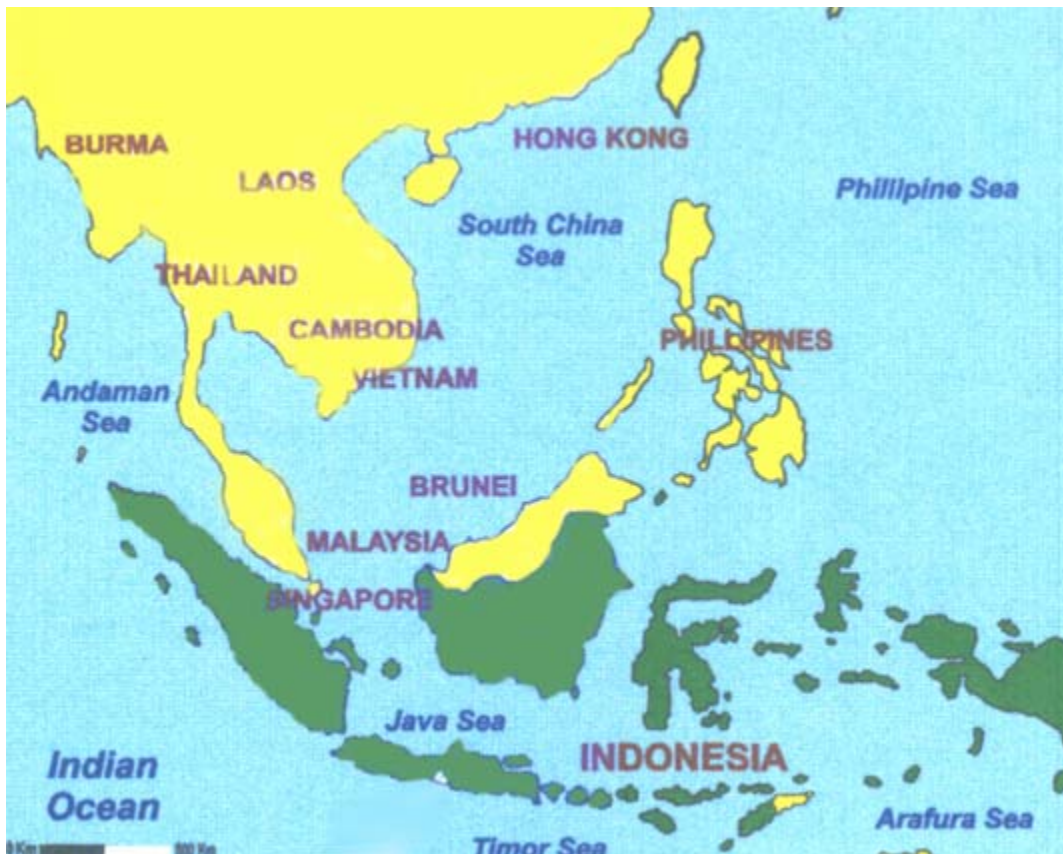 HONG KONG
BURMA
LAOS
Phillipine Sea
South China
Sea
THAILAND
CAMBODIA
PHILLIPINES
VIETNAM
Andaman
Sea
BRUNEI
MALAYSIA
SINGAPORE
Java Sea
INDONESIA
Indian
Ocean
Arafura Sea
Timor Sea